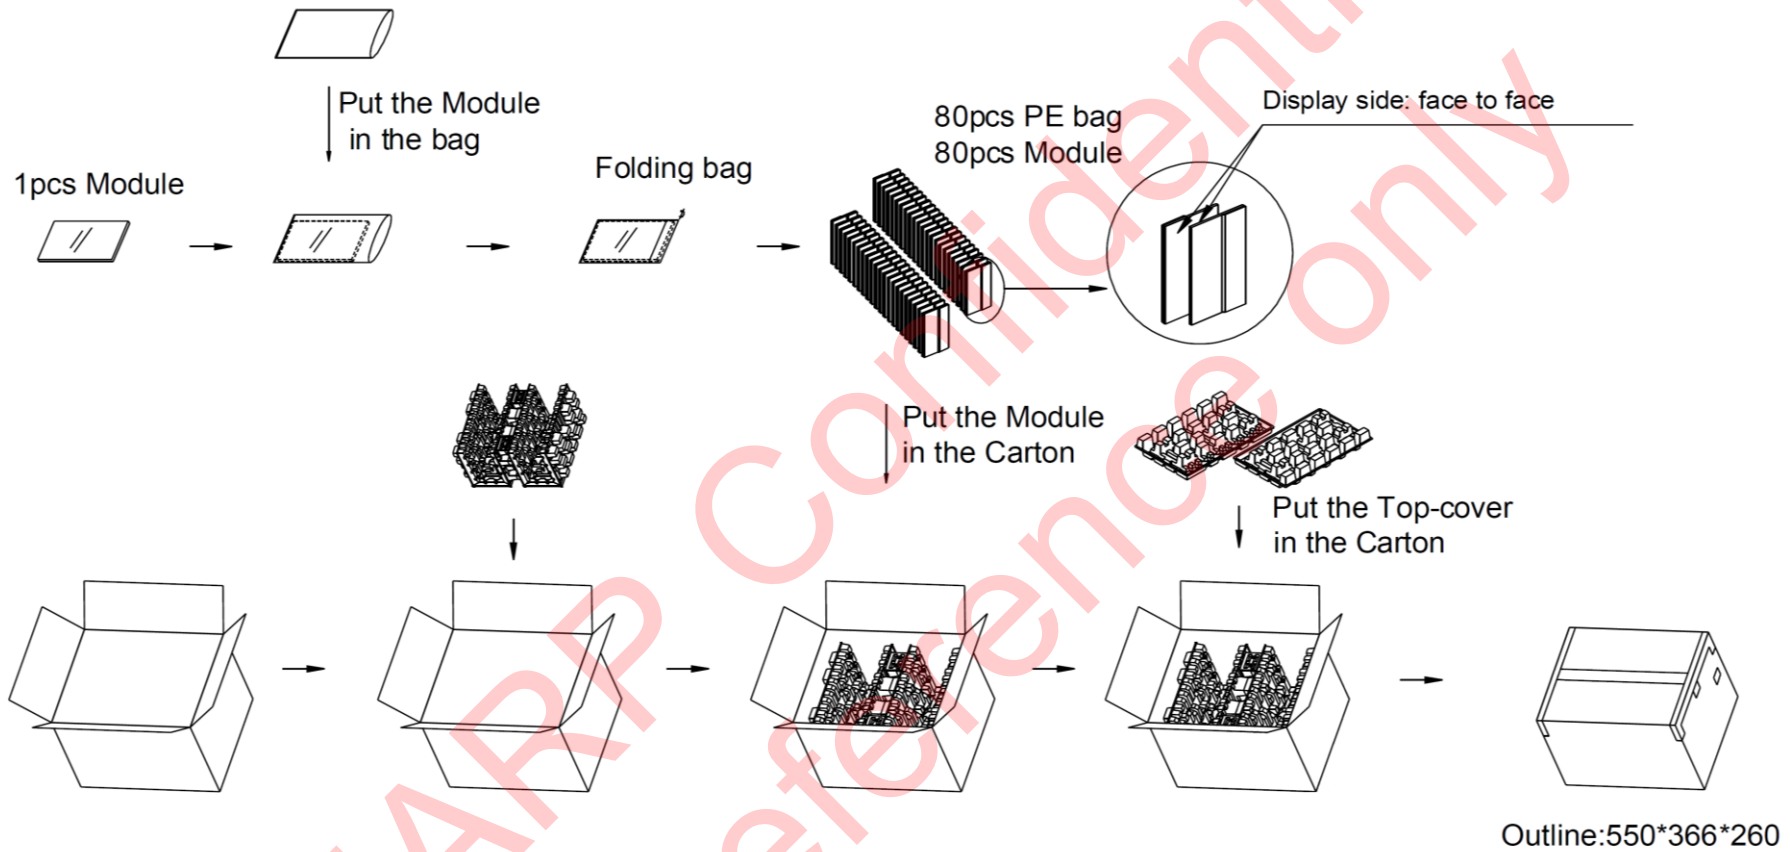 Put the Module
in the bag
1pcs Module
Folding bag
80pcs PE bag
80pcs Module
Display side: face to face
Put the Module
in the Carton
Put the Top-cover
in the Carton
Outline:550*366*260
ARP Confidenti
eference only